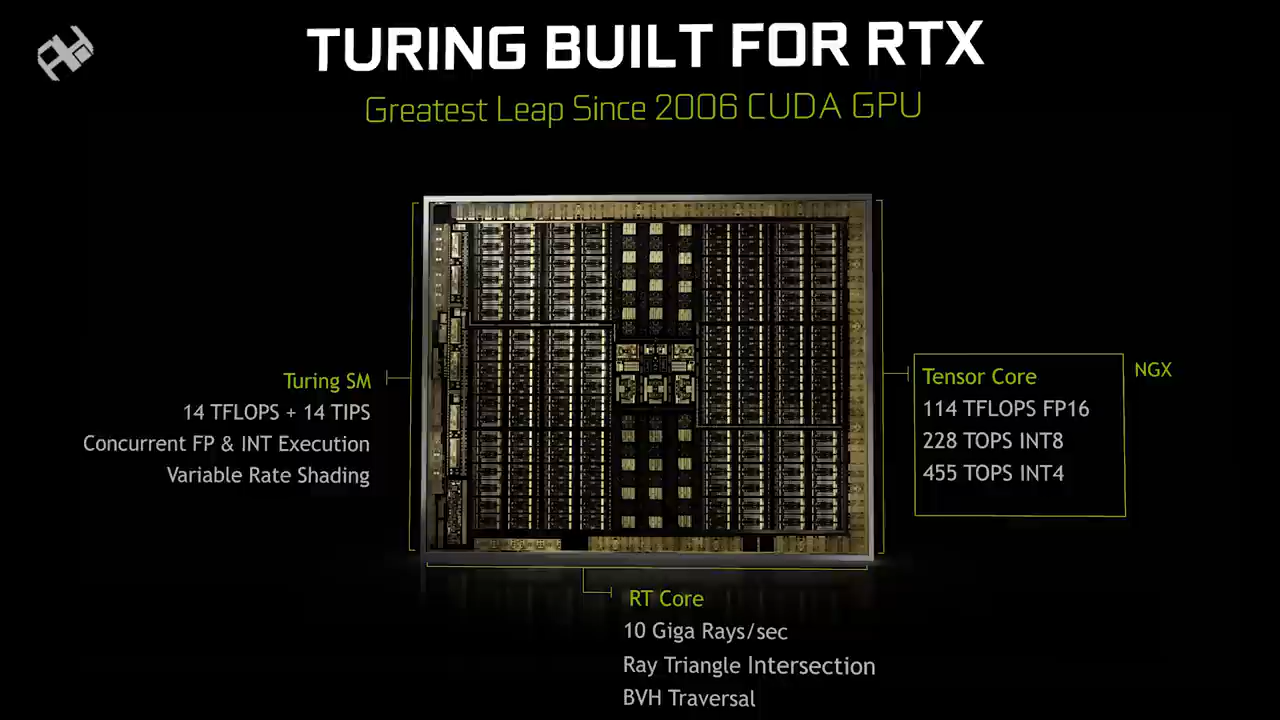 TURING BUILT FOR RTX
Greatest Leap Since 2006 CUDA GPU
Turing SM
14 TFLOPS + 14 TIPS
Concurrent FP & INT Execution
Variable Rate Shading
Tensor Core
114 TFLOPS FP16
228 TOPS INT8
455 TOPS INT4
NGX
RT Core
10 Giga Rays/sec
Ray Triangle Intersection
BVH Traversal